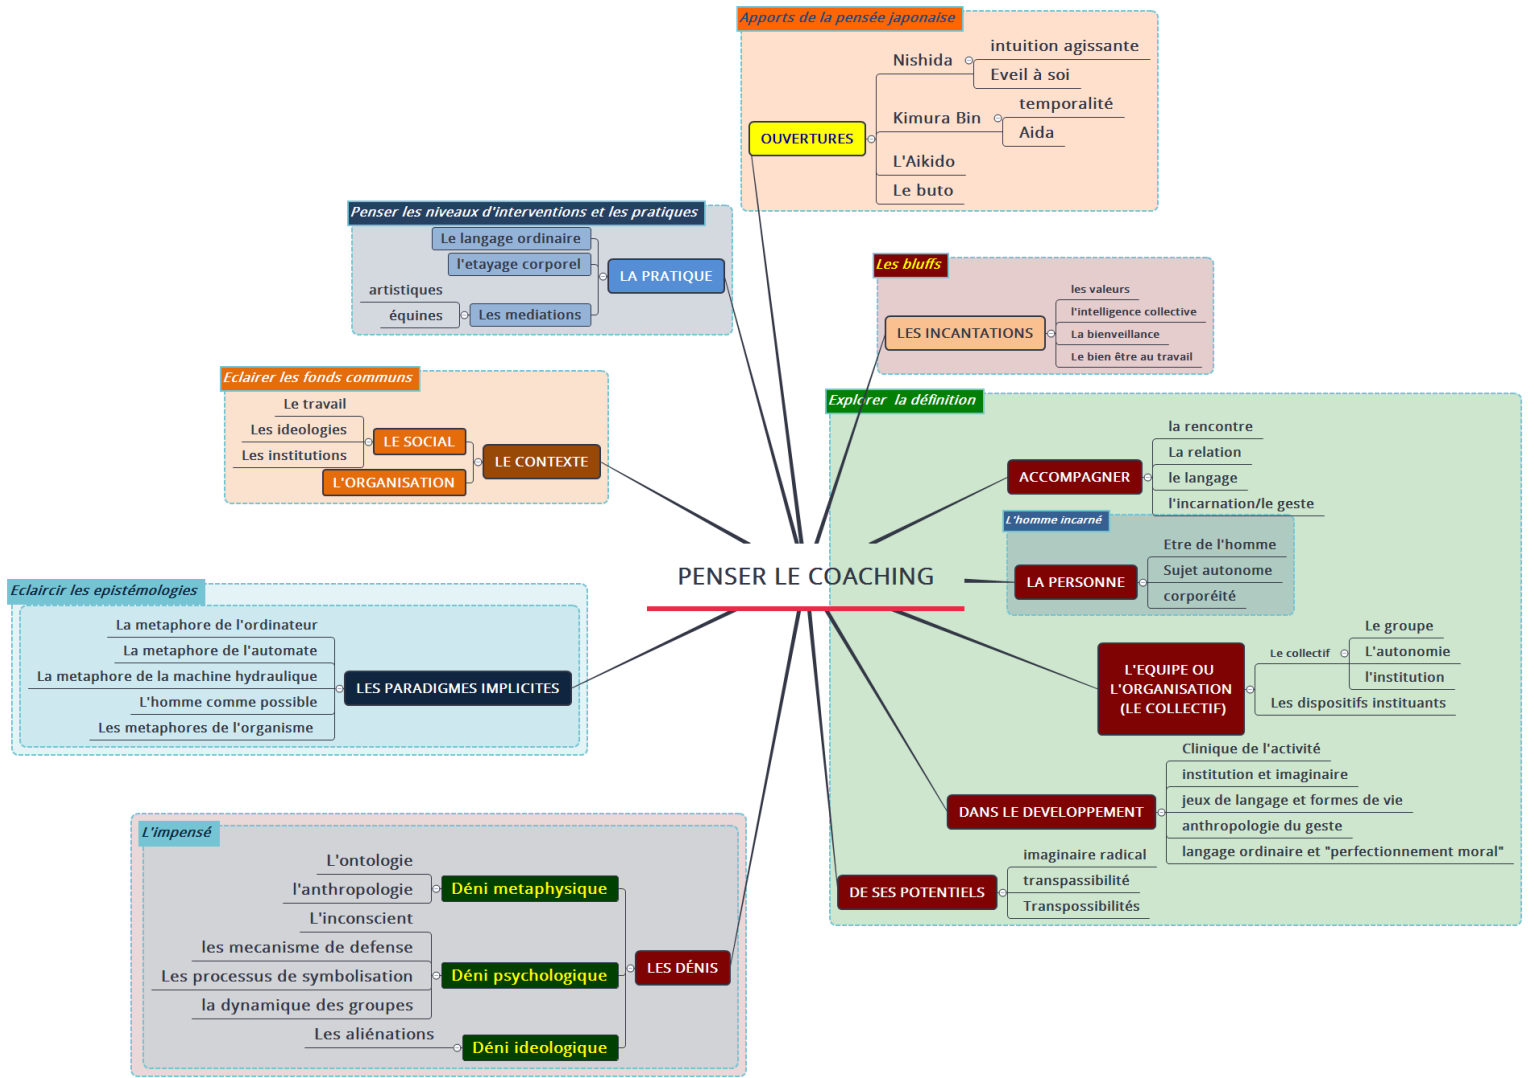 Apports de la pensée japonaise
OUVERTURES
Nishida
intuition agissante
Eveil à soi
Kimura Bin
temporalité
Aida
L'Aikido
Le buto
Penser les niveaux d'interventions et les pratiques
LA PRATIQUE
Le langage ordinaire
l'etayage corporel
Les mediations
artistiques
équines
Les bluffs
LES INCANTATIONS
les valeurs
l'intelligence collective
La bienveillance
Le bien être au travail
Eclairer les fonds communs
LE CONTEXTE
LE SOCIAL
Le travail
Les ideologies
Les institutions
L'ORGANISATION
Explorer  la définition
ACCOMPAGNER
la rencontre
La relation
le langage
l'incarnation/le geste
L'homme incarné
LA PERSONNE
Etre de l'homme
Sujet autonome
corporéité
PENSER LE COACHING
L'EQUIPE OU
L'ORGANISATION
(LE COLLECTIF)
Le collectif
Le groupe
L'autonomie
l'institution
Les dispositifs instituants
DANS LE DEVELOPPEMENT
Clinique de l'activité
institution et imaginaire
jeux de langage et formes de vie
anthropologie du geste
langage ordinaire et "perfectionnement moral"
DE SES POTENTIELS
imaginaire radical
transpassibilité
Transpossibilités
Eclaircir les epistémologies
LES PARADIGMES IMPLICITES
La metaphore de l'ordinateur
La metaphore de l'automate
La metaphore de la machine hydraulique
L'homme comme possible
Les metaphores de l'organisme
L'impensé
LES DÉNIS
Déni metaphysique
L'ontologie
l'anthropologie
Déni psychologique
L'inconscient
les mecanisme de defense
Les processus de symbolisation
la dynamique des groupes
Déni ideologique
Les aliénations